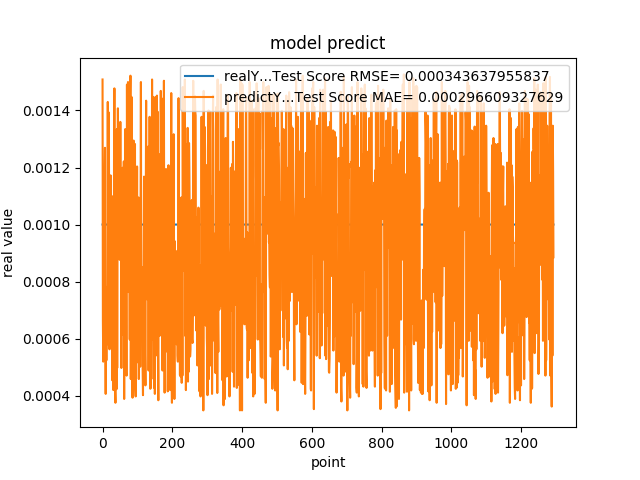 model predict
realY...Test Score RMSE= 0.000343637955837
predictY...Test Score MAE= 0.000296609327629
real value
0.0014
0.0012
0.0010
0.0008
0.0006
0.0004
0 200 400 600 800 1000 1200
point